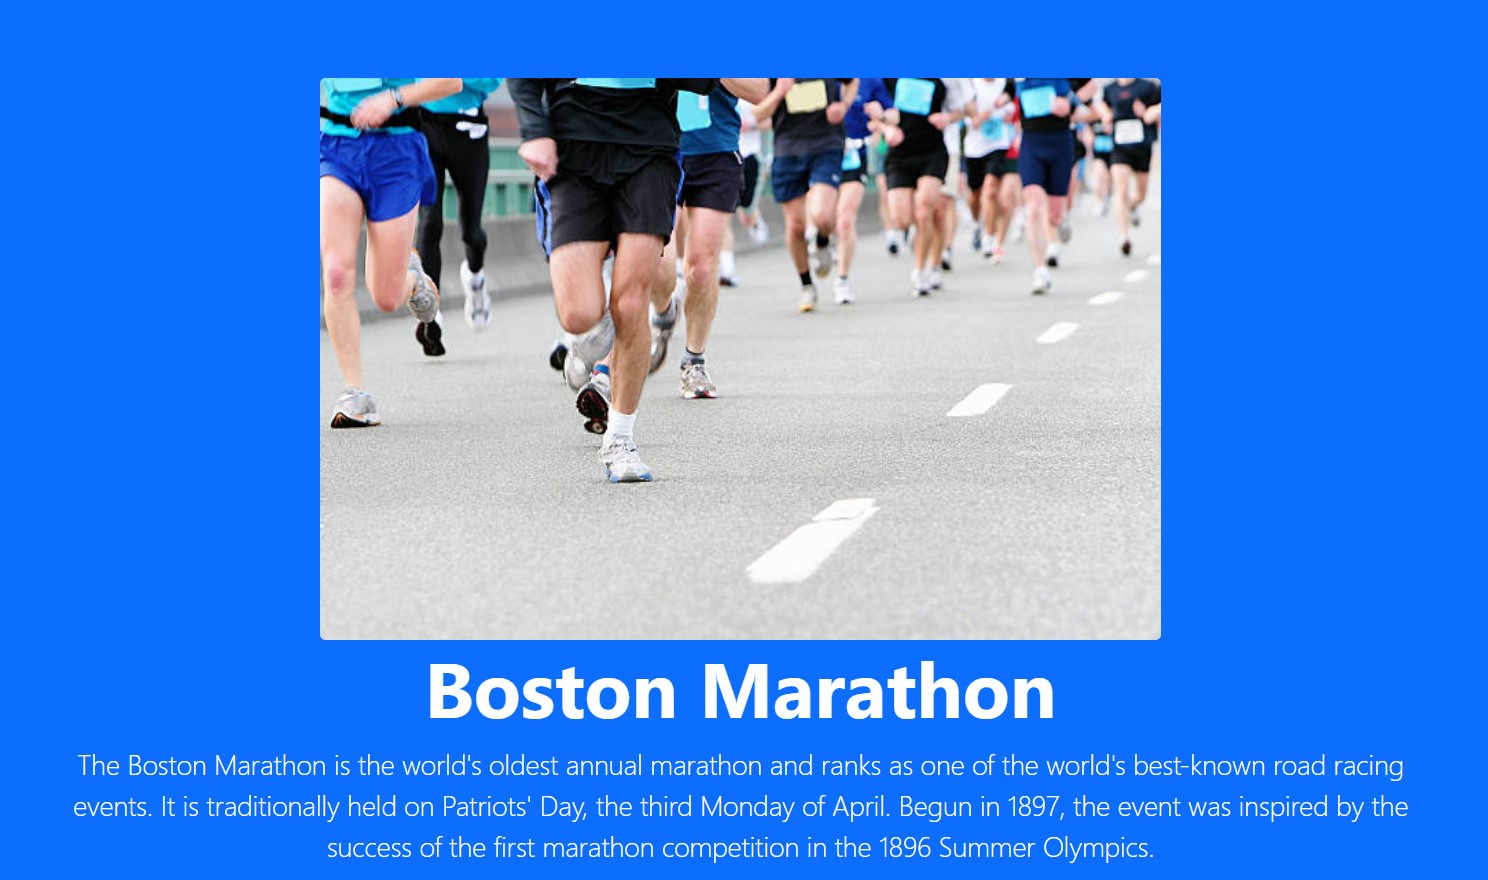 Boston Marathon
The Boston Marathon is the world's oldest annual marathon and ranks as one of the world's best-known road racing
events. It is traditionally held on Patriots' Day, the third Monday of April. Begun in 1897, the event was inspired by the
success of the first marathon competition in the 1896 Summer Olympics.